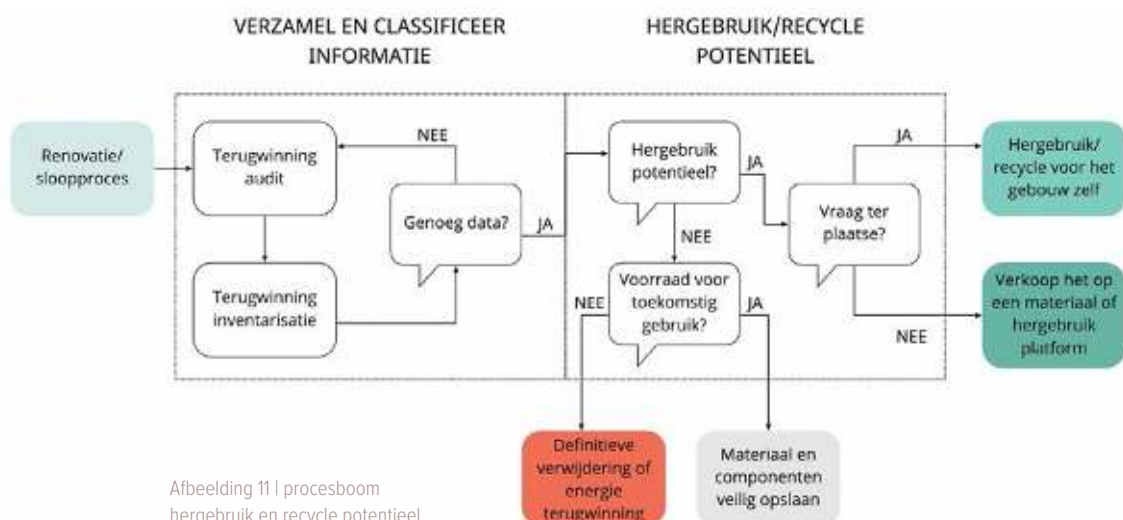 VERZAMEL EN CLASSIFICEER
INFORMATIE
HERGEBRUIK/RECYCLE
POTENTIEEL
Renovatie/
sloopproces
Terugwinning
audit
NEE
Genoeg data?
JA
Terugwinning
inventarisatie
Hergebruik
potentieel?
JA
NEE
Vraag ter
plaatse?
JA
NEE
Voorraad voor
toekomstig
gebruik?
NEE
JA
Hergebruik/
recycle voor het
gebouw zelf
Verkoop het op
een materiaal of
hergebruik
platform
Definitieve
verwijdering of
energie
terugwinning
Materiaal en
componenten
veilig opslaan
Afbeelding 11 | procesboom
hergebruik en recycle potentieel